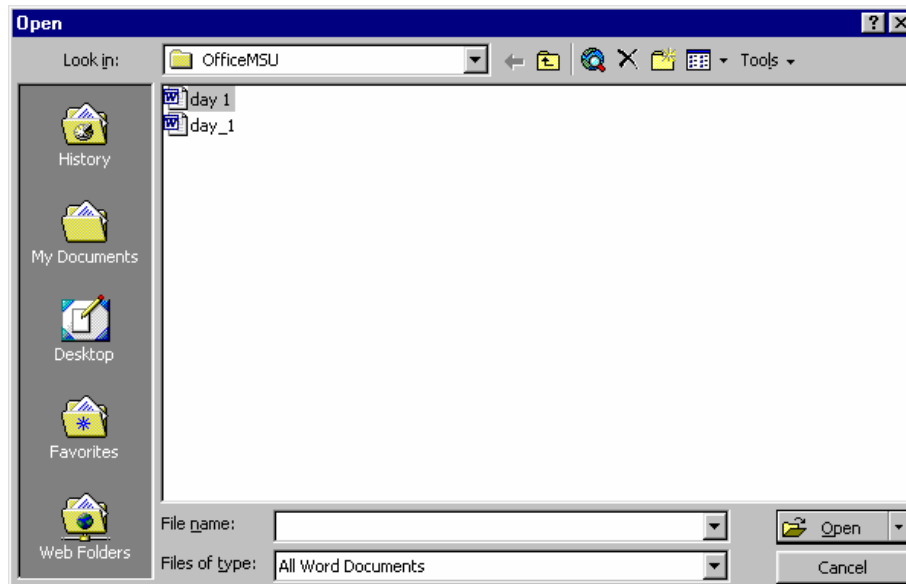 Open
Look in:
OfficeMSU
Tools
day 1
day_1
History
My Documents
Desktop
Favorites
Web Folders
File name:
Open
Files of type:
All Word Documents
Cancel